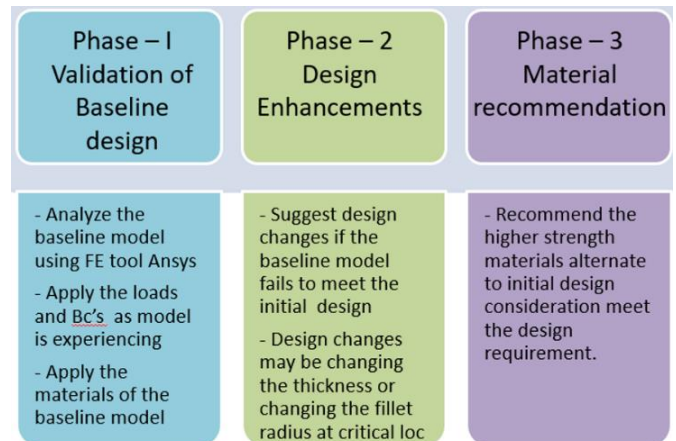 Phase – I
Validation of
Baseline
design
Phase – 2
Design
Enhancements
Phase – 3
Material
recommendation
- Analyze the
baseline model
using FE tool Ansys
- Apply the loads
and Bc's as model
is experiencing
- Apply the
materials of the
baseline model
- Suggest design
changes if the
baseline model
fails to meet the
initial design
- Design changes
may be changing
the thickness or
changing the fillet
radius at critical loc
- Recommend the
higher strength
materials alternate
to initial design
consideration meet
the design
requirement.